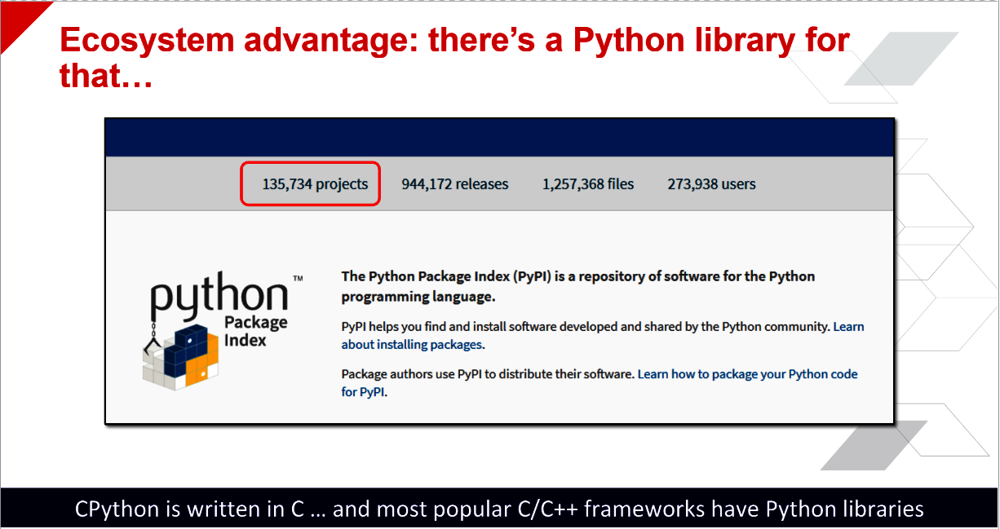 Ecosystem advantage: there’s a Python library for
that…
135,734 projects 944,172 releases 1,257,368 files 273,938 users
python™
Package
Index
The Python Package Index (PyPI) is a repository of software for the Python
programming language.
PyPI helps you find and install software developed and shared by the Python community. Learn
about installing packages.
Package authors use PyPI to distribute their software. Learn how to package your Python code
for PyPI.
CPython is written in C … and most popular C/C++ frameworks have Python libraries